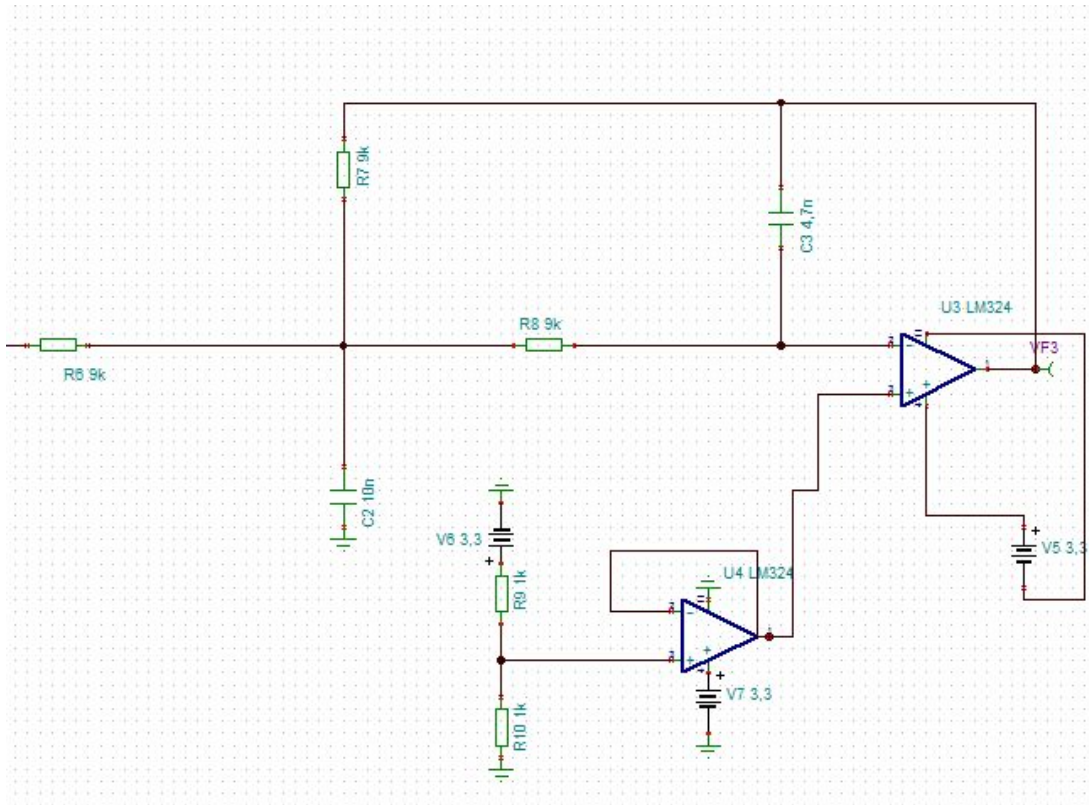 R7 9k
C3 4,7n
U3 LM324
R8 9k
VF3
R6 9k
C2 10n
V6 3,3
V5 3,3
U4 LM324
R9 1k
V7 3,3
R10 1k